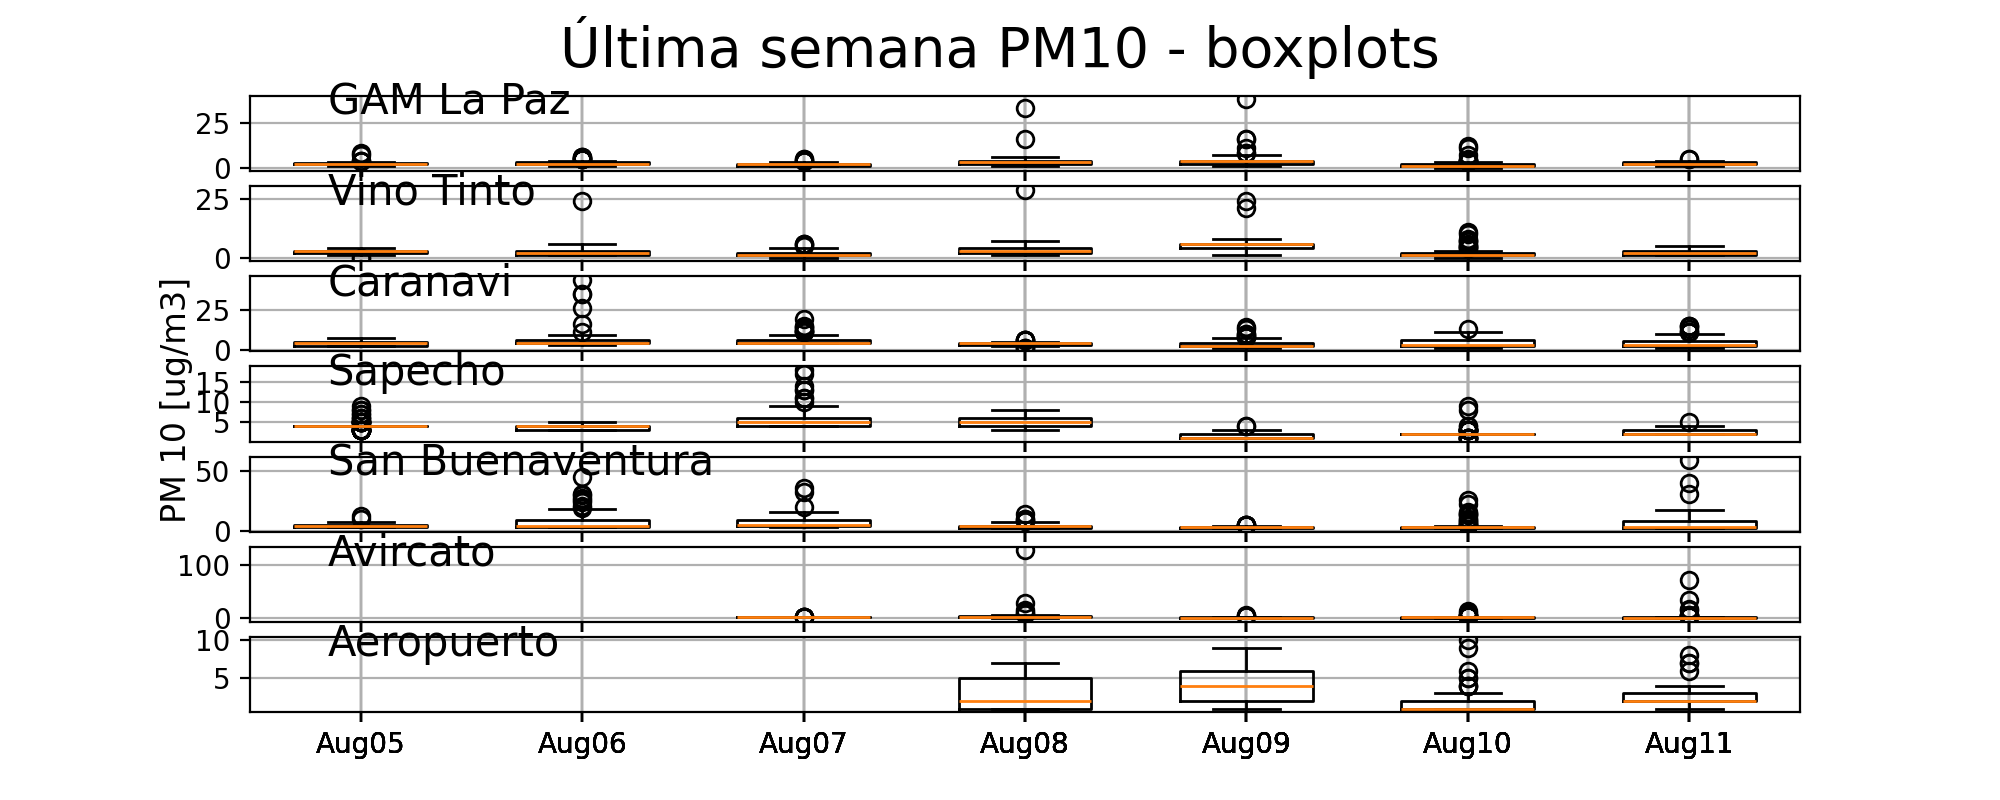 Última semana PM10 - boxplots
PM 10 [ug/m3]
GAM La Paz
25
0
Vino Tinto
25
0
Caranavi
25
0
Sapecho
15
10
5
San Buenaventura
50
0
Avircato
100
0
Aeropuerto
10
5
Aug05 Aug06 Aug07 Aug08 Aug09 Aug10 Aug11